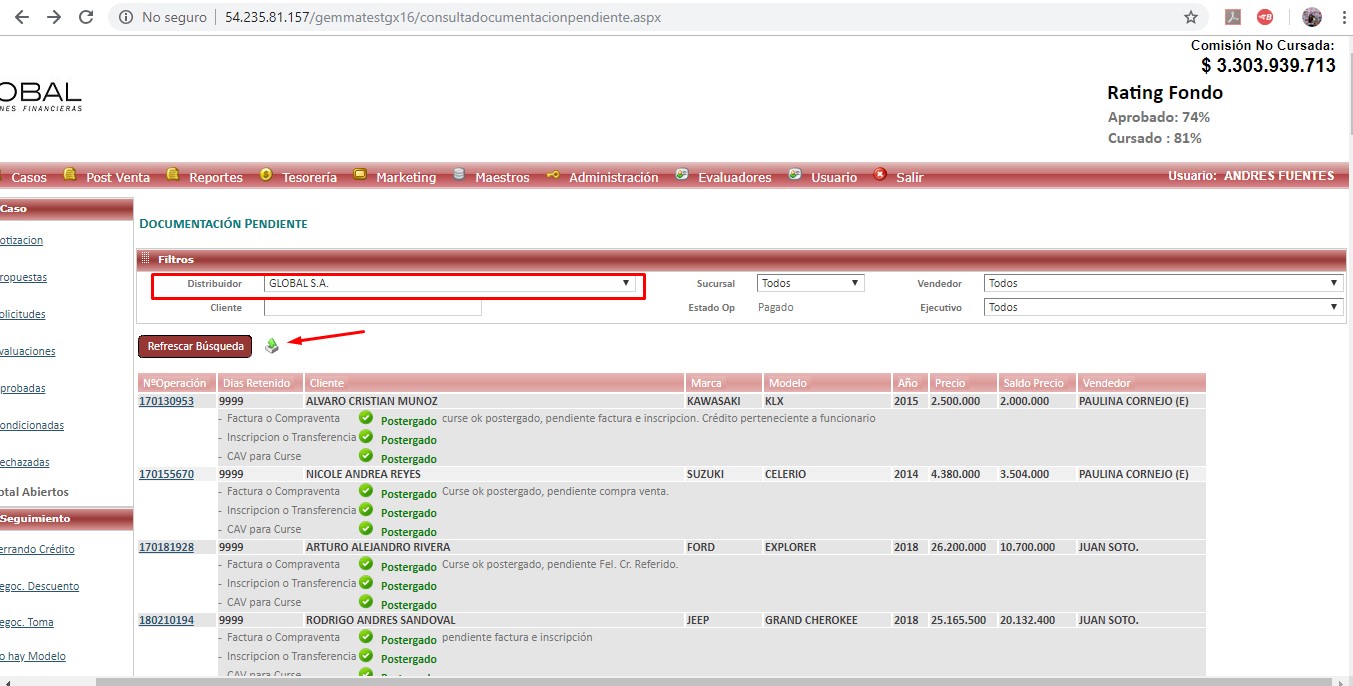 No seguro 54.235.81.157/gemmatestgx16/consultadocumentacionpendiente.aspx
Comisión No Cursada:
$ 3.303.939.713
OBAL
NES FINANCIERAS
Rating Fondo
Aprobado: 74%
Cursado : 81%
Casos Post Venta Reportes Tesorería Marketing Maestros Administración Evaluadores Usuario Salir Usuario: ANDRES FUENTES
Caso
otizacion
ropuestas
olicitudes
valuaciones
probadas
ondicionadas
echazadas
otal Abiertos
Seguimiento
errando Crédito
egoc. Descuento
egoc. Toma
o hay Modelo
DOCUMENTACIÓN PENDIENTE
Filtros
Distribuidor GLOBAL S.A. Sucursal Todos Vendedor Todos
Cliente Estado Op Pagado Ejecutivo Todos
Refrescar Búsqueda
NºOperación Dias Retenido Cliente Marca Modelo Año Precio Saldo Precio Vendedor
170130953 9999 ALVARO CRISTIAN MUNOZ KAWASAKI KLX 2015 2.500.000 2.000.000 PAULINA CORNEJO (E)
- Factura o Compraventa Postergado curse ok postergado, pendiente factura e inscripcion. Crédito perteneciente a funcionario
- Inscripcion o Transferencia Postergado
- CAV para Curse Postergado
170155670 9999 NICOLE ANDREA REYES SUZUKI CELERIO 2014 4.380.000 3.504.000 PAULINA CORNEJO (E)
- Factura o Compraventa Postergado Curse ok postergado, pendiente compra venta.
- Inscripcion o Transferencia Postergado
- CAV para Curse Postergado
170181928 9999 ARTURO ALEJANDRO RIVERA FORD EXPLORER 2018 26.200.000 10.700.000 JUAN SOTO.
- Factura o Compraventa Postergado Curse ok postergado, pendiente Fel. Cr. Referido.
- Inscripcion o Transferencia Postergado
- CAV para Curse Postergado
180210194 9999 RODRIGO ANDRES SANDOVAL JEEP GRAND CHEROKEE 2018 25.165.500 20.132.400 JUAN SOTO.
- Factura o Compraventa Postergado pendiente factura e inscripción
- Inscripcion o Transferencia Postergado
- CAV para Curse Postergado